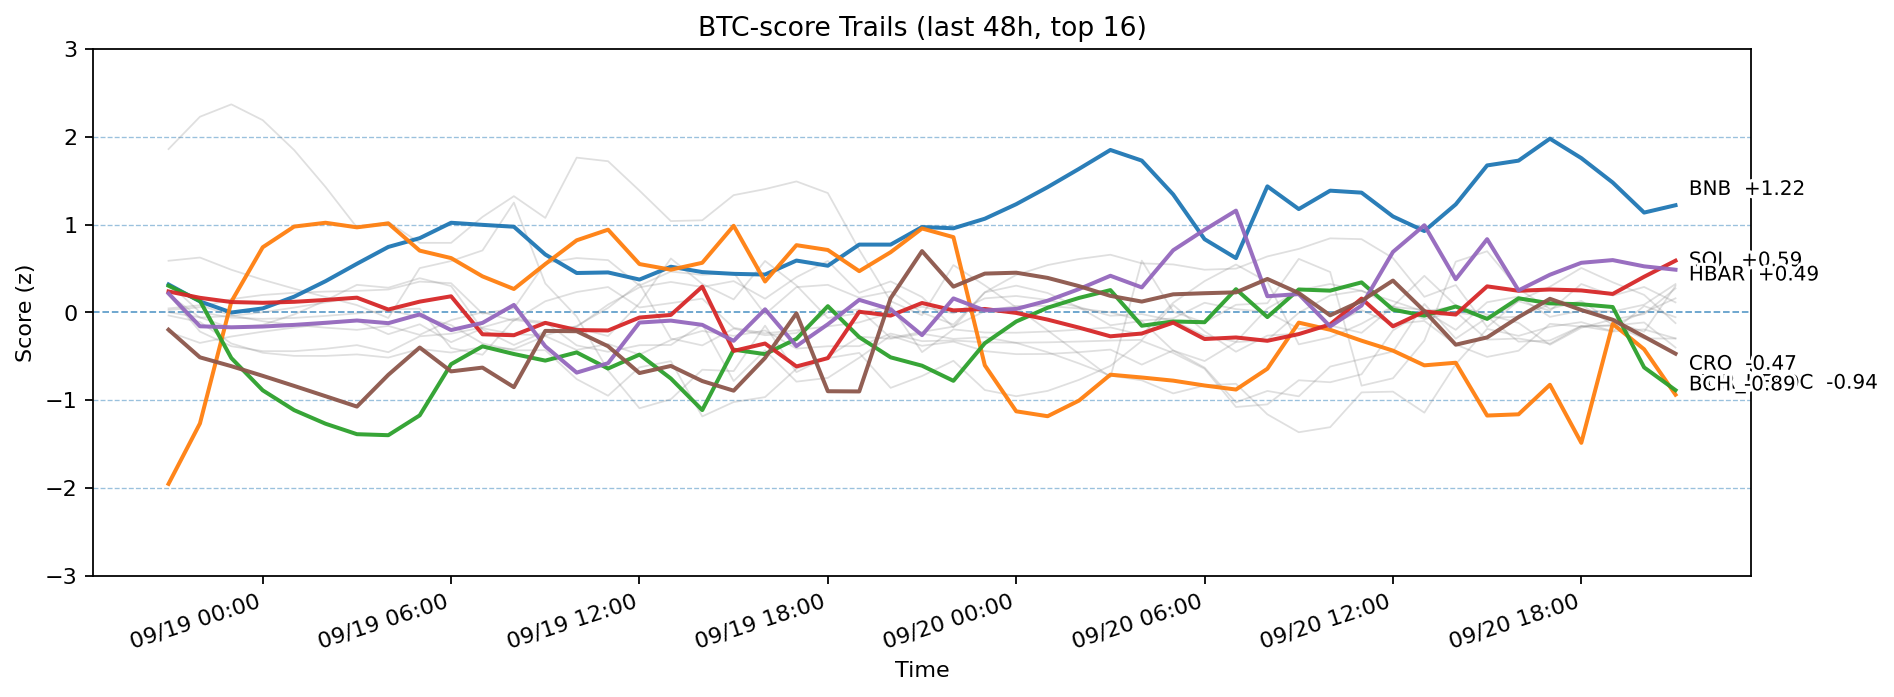 BTC-score Trails (last 48h, top 16)
Score (z)
3
2
1
0
−1
−2
−3
BNB +1.22
SOL +0.59
HBAR +0.49
CRO -0.47
BCH -0.89
-0.94
09/19 00:00
09/19 06:00
09/19 12:00
09/19 18:00
09/20 00:00
09/20 06:00
09/20 12:00
09/20 18:00
Time